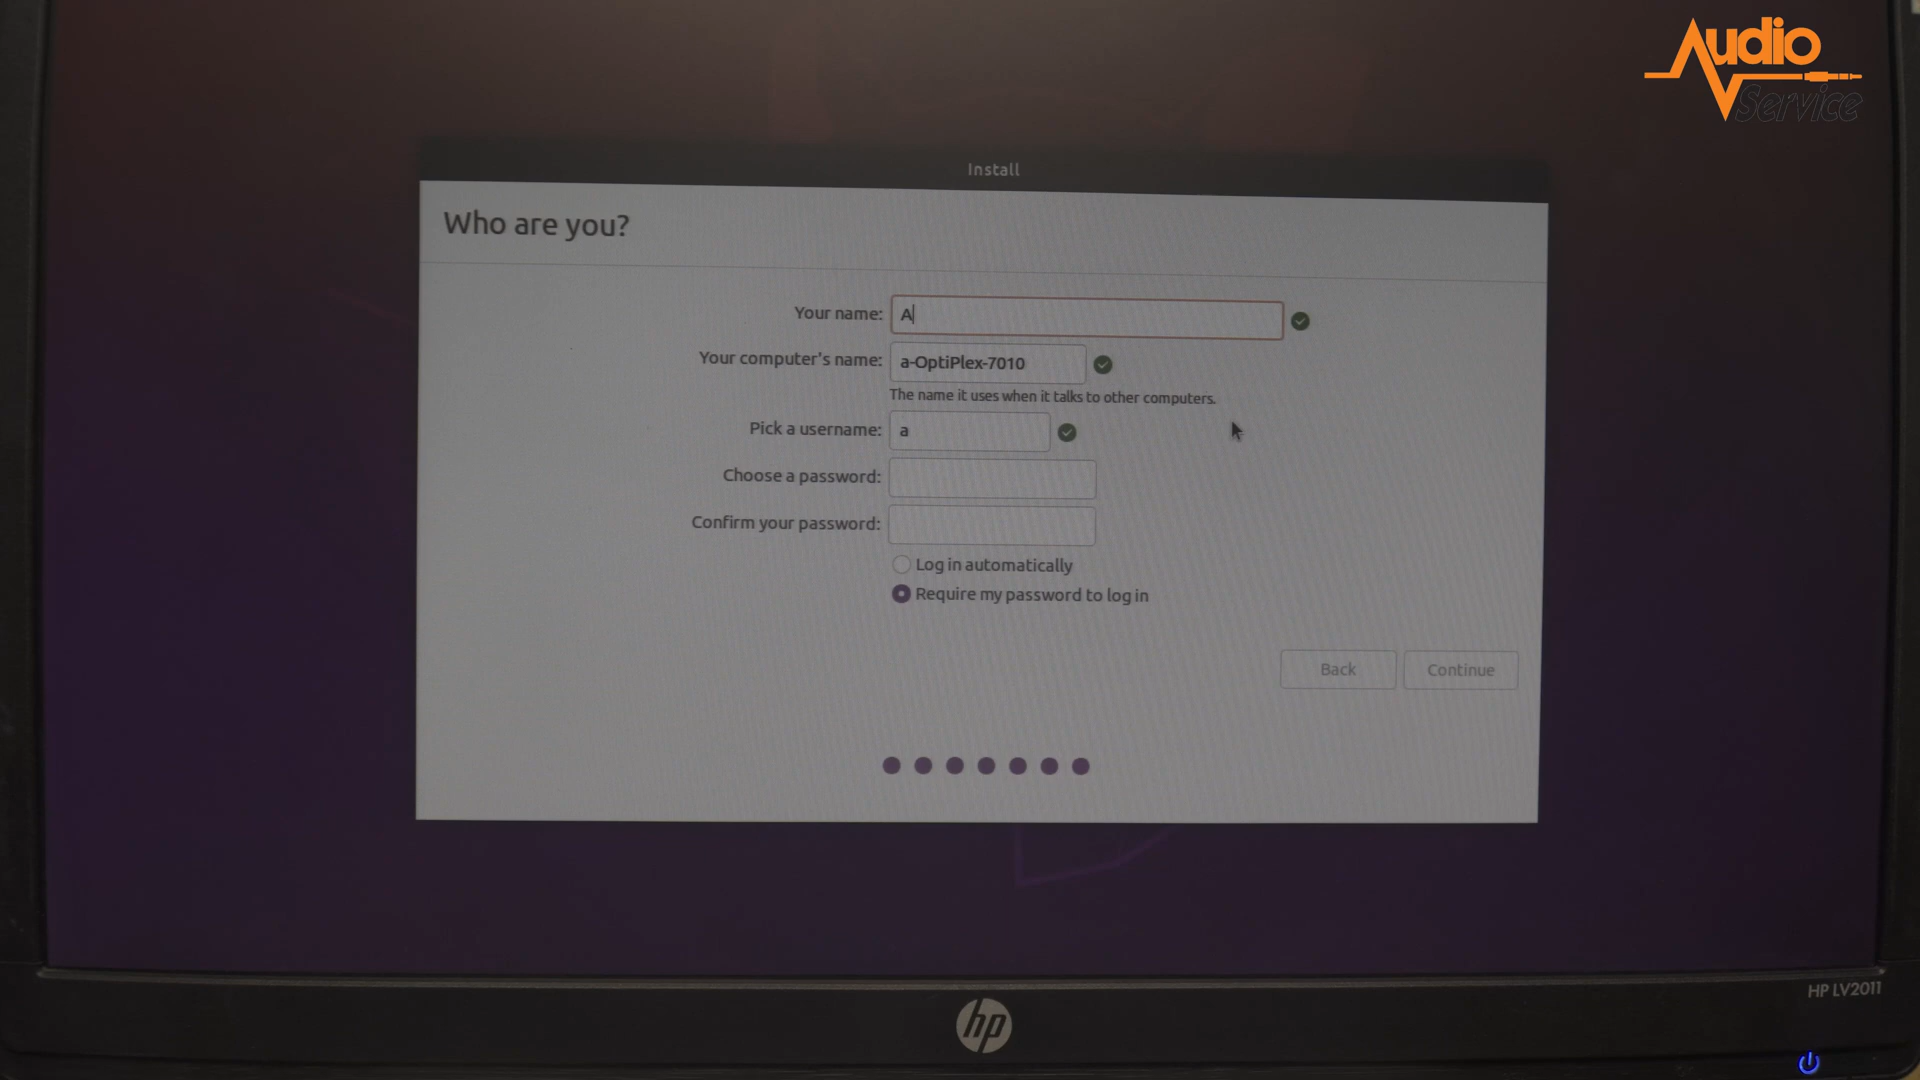 Audio
Service
Install
Who are you?
Your name: A
Your computer's name: a-OptiPlex-7010
The name it uses when it talks to other computers.
Pick a username: a
Choose a password:
Confirm your password:
Log in automatically
Require my password to log in
Back Continue
HP LV2011
hp